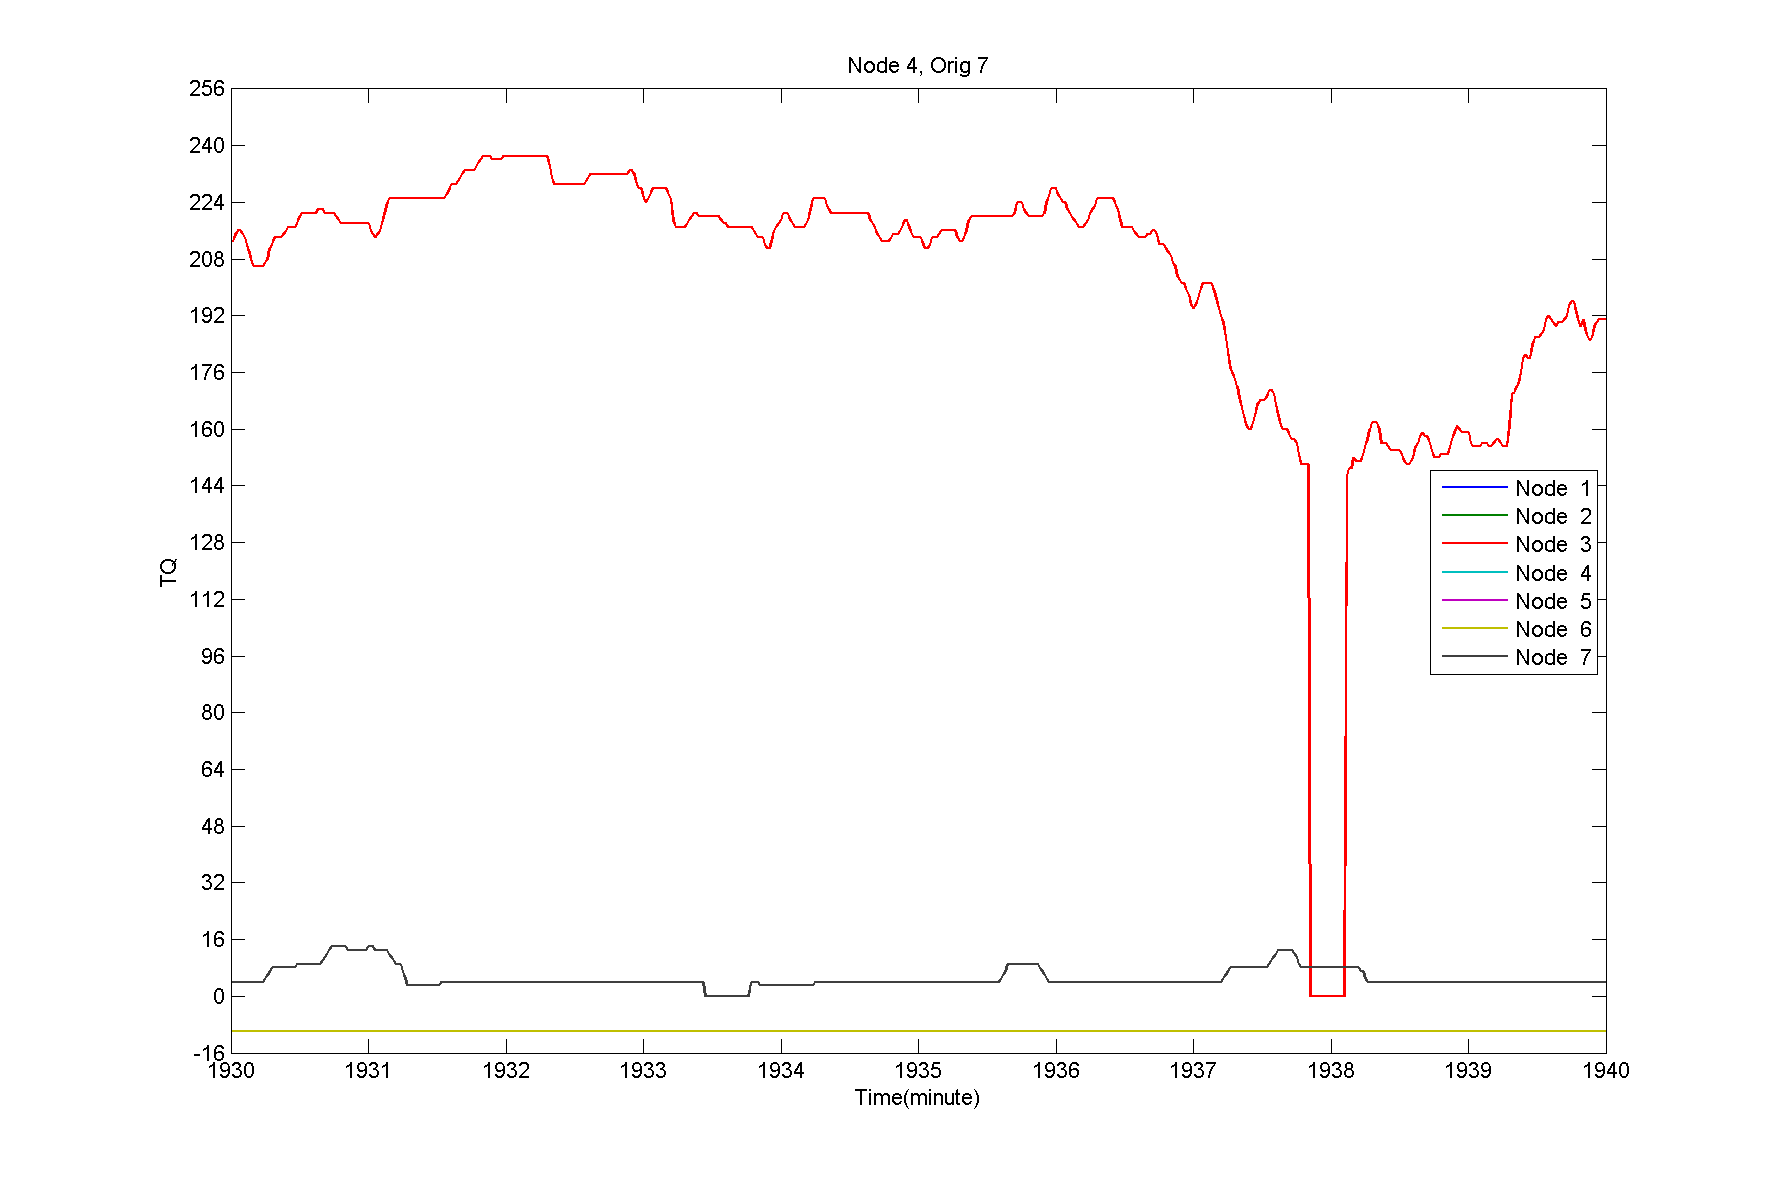 Node 4, Orig 7
256
240
224
208
192
176
160
144
128
112
96
80
64
48
32
16
0
-16
TQ
Node 1
Node 2
Node 3
Node 4
Node 5
Node 6
Node 7
1930 1931 1932 1933 1934 1935 1936 1937 1938 1939 1940
Time(minute)